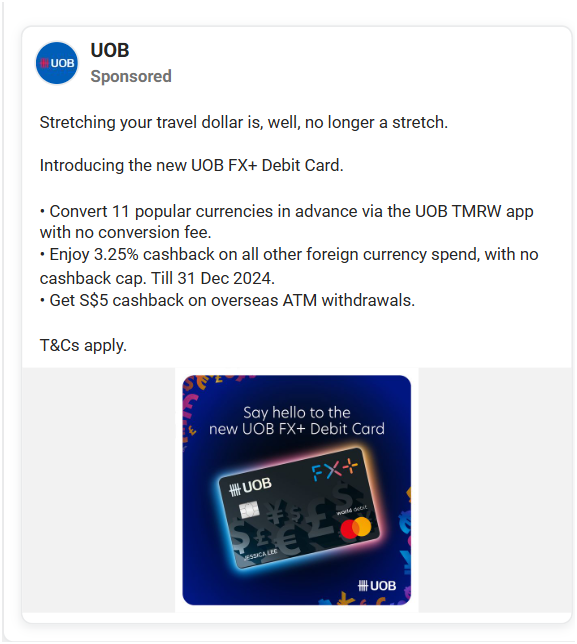 UOB
UOB
Sponsored
Stretching your travel dollar is, well, no longer a stretch.
Introducing the new UOB FX+ Debit Card.
• Convert 11 popular currencies in advance via the UOB TMRW app
with no conversion fee.
• Enjoy 3.25% cashback on all other foreign currency spend, with no
cashback cap. Till 31 Dec 2024.
• Get S$5 cashback on overseas ATM withdrawals.
T&Cs apply.
Say hello to the
new UOB FX+ Debit Card
UOB
FX+
world debit
JESSICA LEE
UOB